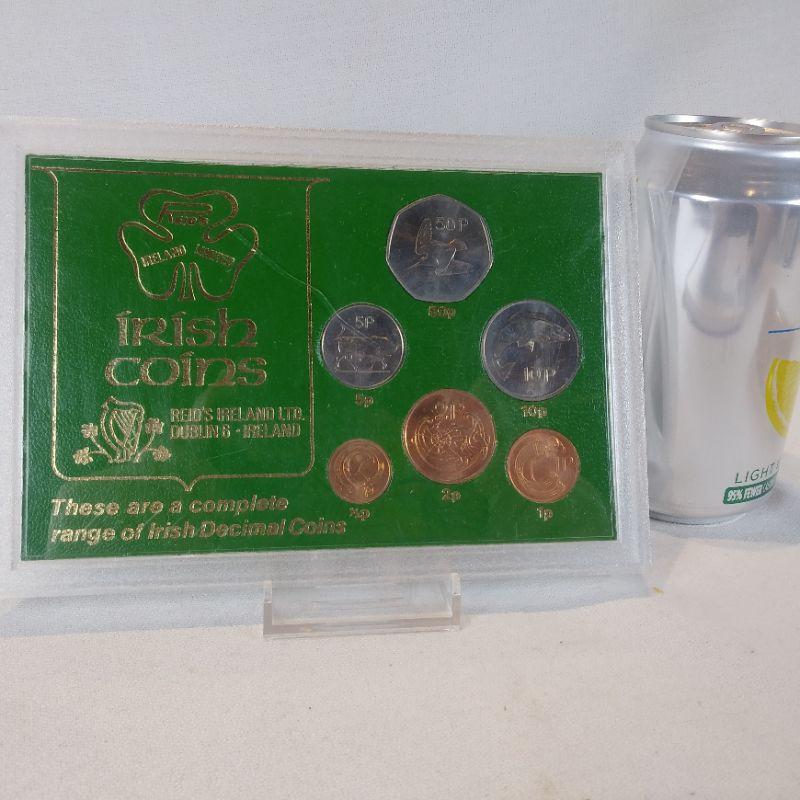 Reid's
IRELAND LIMITED
IRISH
COINS
REID'S IRELAND LTD.
DUBLIN 6 - IRELAND
These are a complete
range of Irish Decimal Coins
50P
50p
5P
5p
10P
10p
2P
2p
½p
1p
LIGHT
95% FEWER